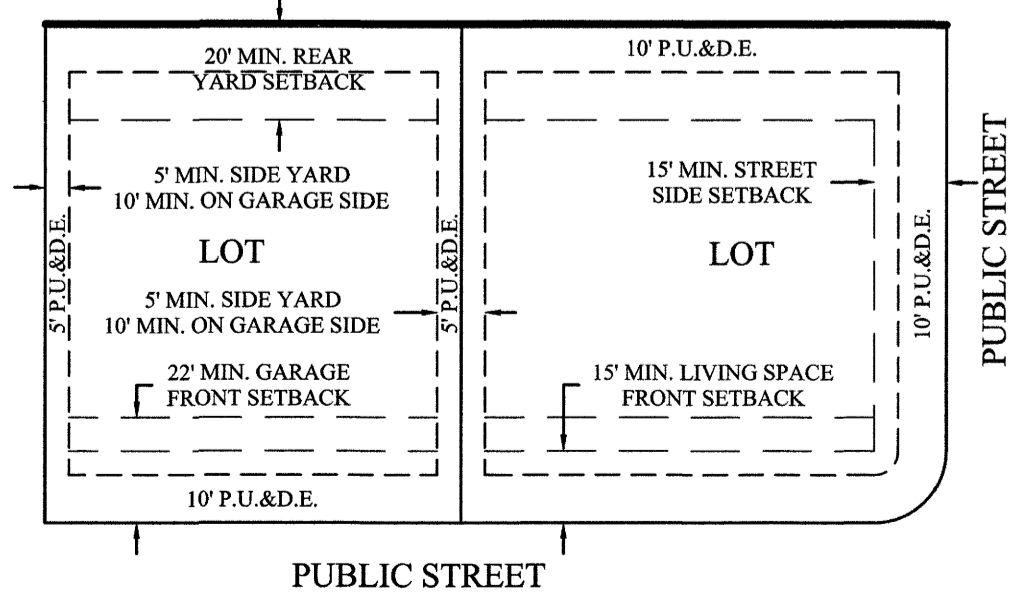 20' MIN. REAR
YARD SETBACK
10' P.U.&D.E.
5' MIN. SIDE YARD
10' MIN. ON GARAGE SIDE
15' MIN. STREET
SIDE SETBACK
LOT
LOT
5' P.U.&D.E.
5' P.U.&D.E.
10' P.U.&D.E.
PUBLIC STREET
5' MIN. SIDE YARD
10' MIN. ON GARAGE SIDE
22' MIN. GARAGE
FRONT SETBACK
15' MIN. LIVING SPACE
FRONT SETBACK
10' P.U.&D.E.
PUBLIC STREET